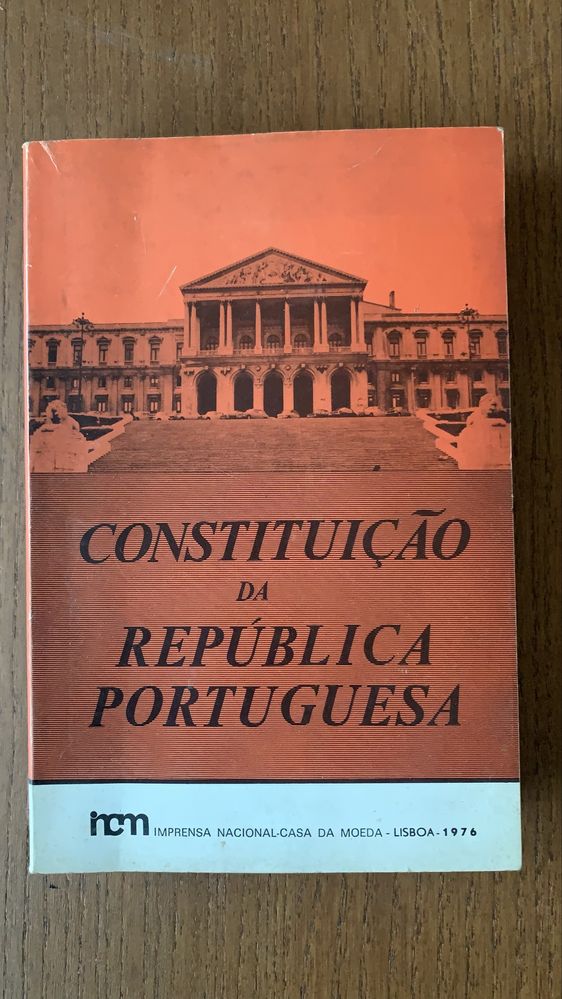 CONSTITUIÇÃO
DA
REPÚBLICA
PORTUGUESA
incm IMPRENSA NACIONAL-CASA DA MOEDA - LISBOA - 1976